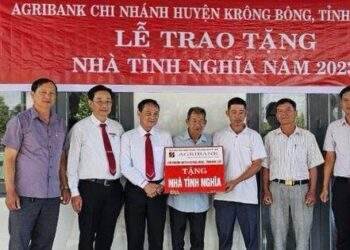 AGRIBANK CHI NHÁNH HUYỆN KRÔNG BÔNG, TỈNH
LỄ TRAO TẶNG
NHÀ TÌNH NGHĨA NĂM 2023
AGRIBANK
TẶNG
NHÀ TÌNH NGHĨA